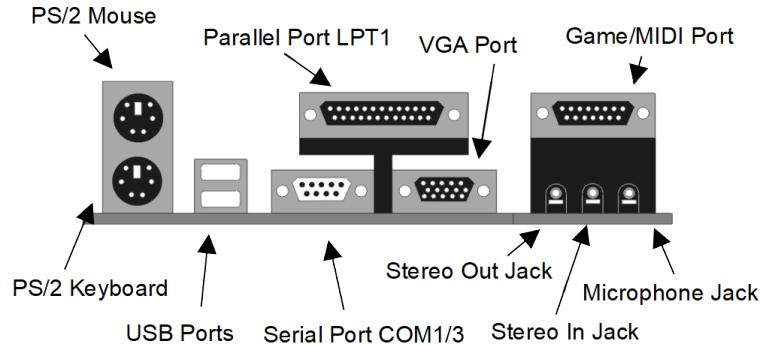 PS/2 Mouse
Parallel Port LPT1
VGA Port
Game/MIDI Port
PS/2 Keyboard
USB Ports
Serial Port COM1/3
Stereo Out Jack
Stereo In Jack
Microphone Jack